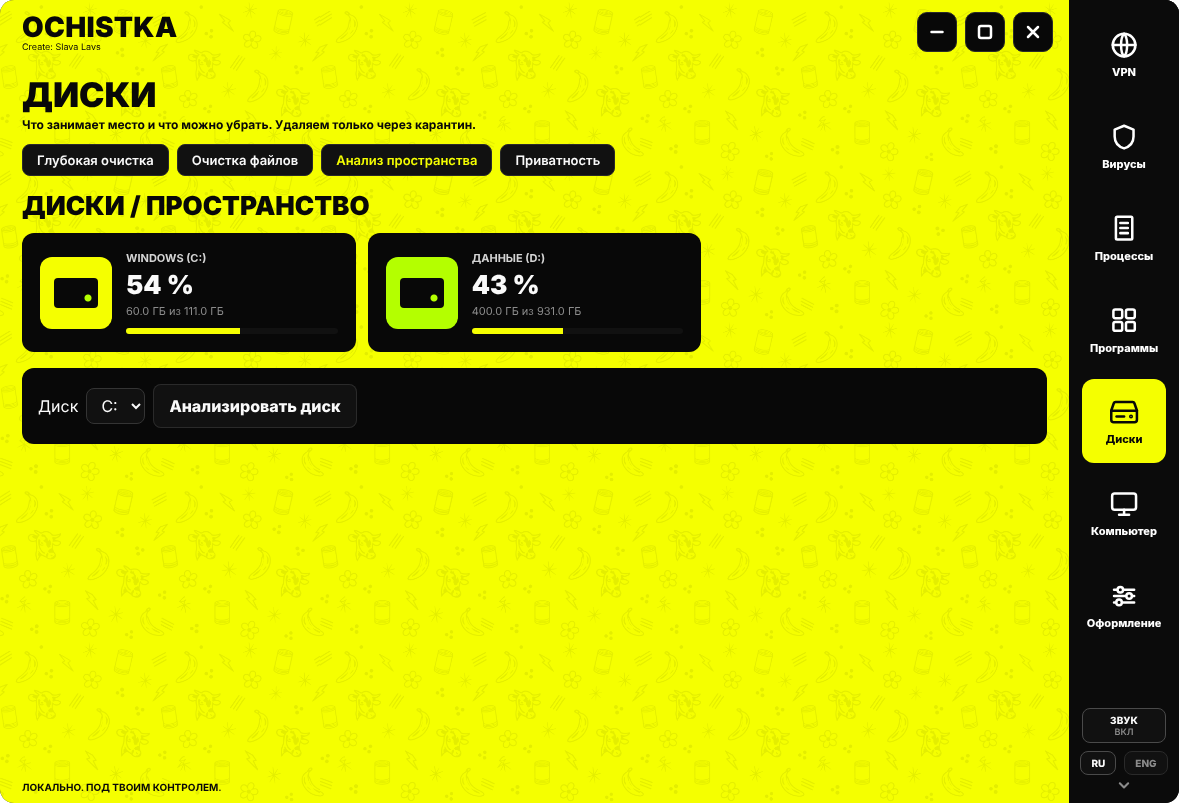 OCHISTKA
Create: Slava Lavs
ДИСКИ
Что занимает место и что можно убрать. Удаляем только через карантин.
Глубокая очистка
Очистка файлов
Анализ пространства
Приватность
ДИСКИ / ПРОСТРАНСТВО
WINDOWS (C:)
54 %
60.0 ГБ из 111.0 ГБ
ДАННЫЕ (D:)
43 %
400.0 ГБ из 931.0 ГБ
Диск
C:
Анализировать диск
ЛОКАЛЬНО. ПОД ТВОИМ КОНТРОЛЕМ.
VPN
Вирусы
Процессы
Программы
Диски
Компьютер
Оформление
ЗВУК
ВКЛ
RU
ENG